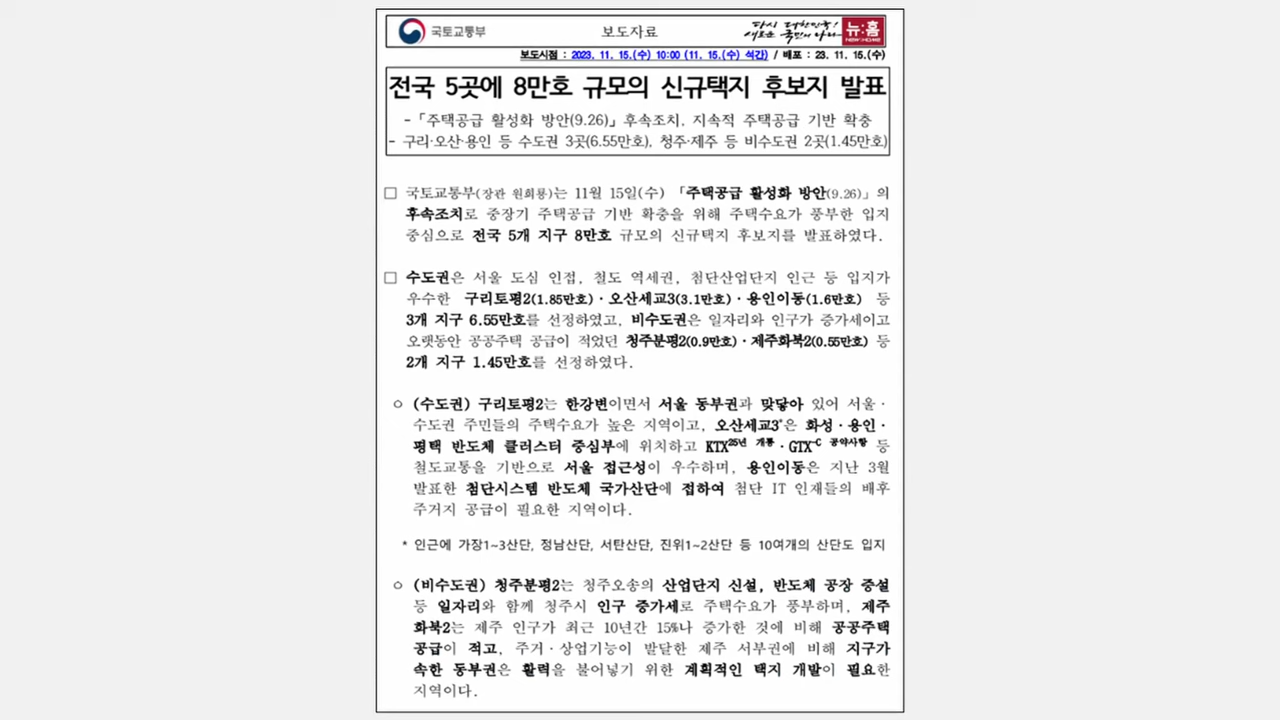 국토교통부
보도자료
다시 대한민국!
새로운 국민의 나라
뉴:홈
NEW:HOME
보도시점 : 2023. 11. 15.(수) 10:00 (11. 15.(수) 석간) / 배포 : 23. 11. 15.(수)
전국 5곳에 8만호 규모의 신규택지 후보지 발표
-「주택공급 활성화 방안(9.26)」후속조치, 지속적 주택공급 기반 확충
- 구리·오산·용인 등 수도권 3곳(6.55만호), 청주·제주 등 비수도권 2곳(1.45만호)
□ 국토교통부(장관 원희룡)는 11월 15일(수) 「주택공급 활성화 방안(9.26)」의
후속조치로 중장기 주택공급 기반 확충을 위해 주택수요가 풍부한 입지
중심으로 전국 5개 지구 8만호 규모의 신규택지 후보지를 발표하였다.
□ 수도권은 서울 도심 인접, 철도 역세권, 첨단산업단지 인근 등 입지가
우수한 구리토평2(1.85만호)·오산세교3(3.1만호)·용인이동(1.6만호) 등
3개 지구 6.55만호를 선정하였고, 비수도권은 일자리와 인구가 증가세이고
오랫동안 공공주택 공급이 적었던 청주분평2(0.9만호)·제주화북2(0.55만호) 등
2개 지구 1.45만호를 선정하였다.
○ (수도권) 구리토평2는 한강변이면서 서울 동부권과 맞닿아 있어 서울·
수도권 주민들의 주택수요가 높은 지역이고, 오산세교3*은 화성·용인·
평택 반도체 클러스터 중심부에 위치하고 KTX25년 개통·GTX-C 공약사항 등
철도교통을 기반으로 서울 접근성이 우수하며, 용인이동은 지난 3월
발표한 첨단시스템 반도체 국가산단에 접하여 첨단 IT 인재들의 배후
주거지 공급이 필요한 지역이다.
* 인근에 가장1~3산단, 정남산단, 서탄산단, 진위1~2산단 등 10여개의 산단도 입지
○ (비수도권) 청주분평2는 청주오송의 산업단지 신설, 반도체 공장 증설
등 일자리와 함께 청주시 인구 증가세로 주택수요가 풍부하며, 제주
화북2는 제주 인구가 최근 10년간 15%나 증가한 것에 비해 공공주택
공급이 적고, 주거·상업기능이 발달한 제주 서부권에 비해 지구가
속한 동부권은 활력을 불어넣기 위한 계획적인 택지 개발이 필요한
지역이다.